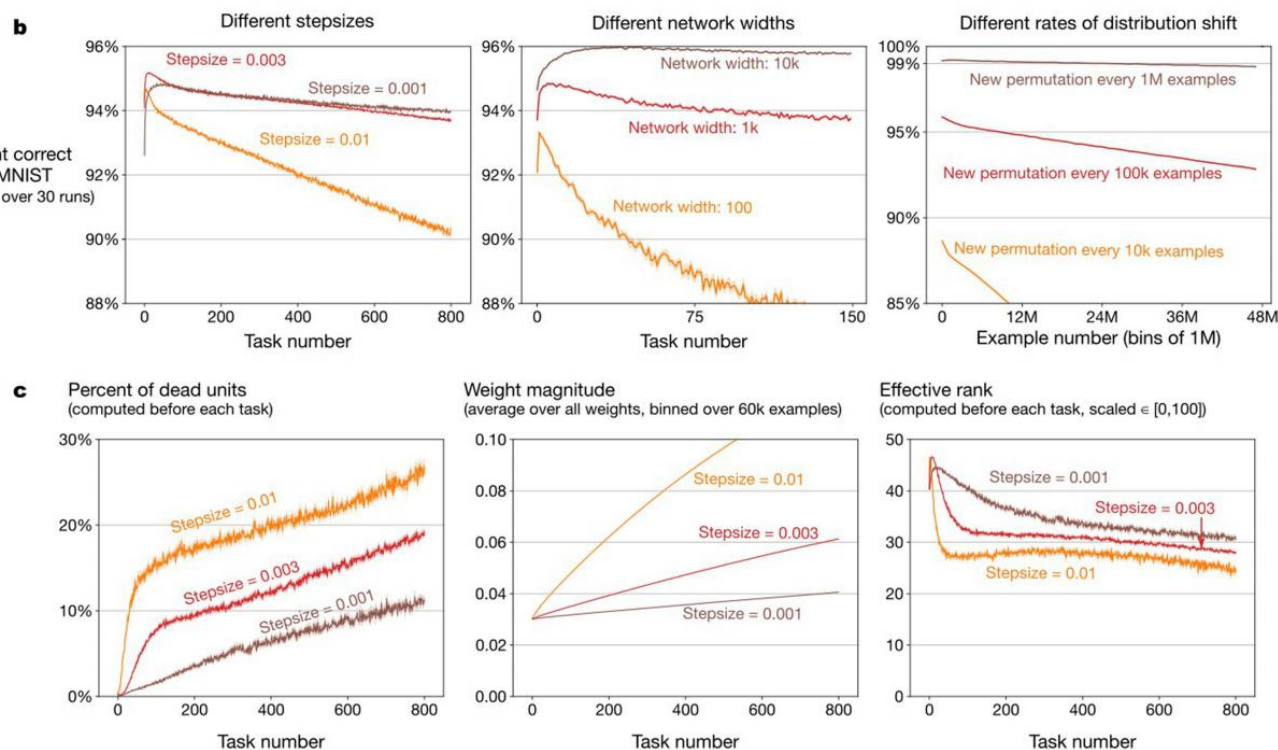 b
Different stepsizes
96%
94%
92%
90%
88%
Stepsize = 0.003
Stepsize = 0.001
Stepsize = 0.01
correct
MNIST
over 30 runs)
0
200
400
600
800
Task number
Different network widths
96%
94%
92%
90%
88%
Network width: 10k
Network width: 1k
Network width: 100
0
75
150
Task number
Different rates of distribution shift
100%
99%
95%
90%
85%
New permutation every 1M examples
New permutation every 100k examples
New permutation every 10k examples
0
12M
24M
36M
48M
Example number (bins of 1M)
c
Percent of dead units
(computed before each task)
30%
20%
10%
0%
Stepsize = 0.01
Stepsize = 0.003
Stepsize = 0.001
0
200
400
600
800
Task number
Weight magnitude
(average over all weights, binned over 60k examples)
0.10
0.08
0.06
0.04
0.02
0.00
Stepsize = 0.01
Stepsize = 0.003
Stepsize = 0.001
0
200
400
600
800
Task number
Effective rank
(computed before each task, scaled ∈ [0,100])
50
40
30
20
10
0
Stepsize = 0.001
Stepsize = 0.003
Stepsize = 0.01
0
200
400
600
800
Task number